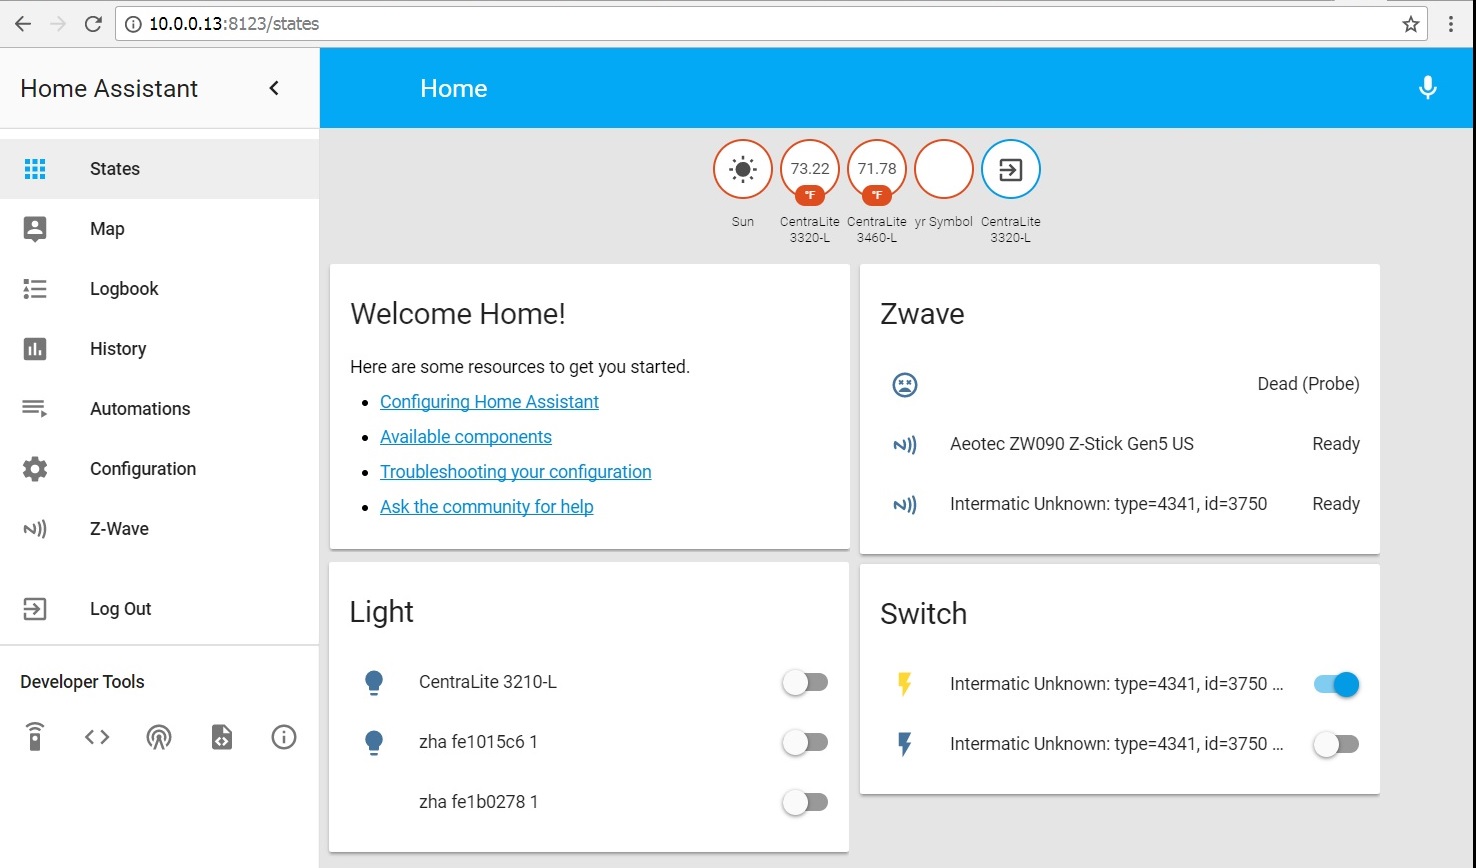 10.0.0.13:8123/states
Home Assistant
Home
States
Map
Logbook
History
Automations
Configuration
Z-Wave
Log Out
Developer Tools
73.22
°F
71.78
°F
Sun
CentraLite
3320-L
CentraLite
3460-L
yr Symbol
CentraLite
3320-L
Welcome Home!
Here are some resources to get you started.
Configuring Home Assistant
Available components
Troubleshooting your configuration
Ask the community for help
Zwave
Dead (Probe)
Aeotec ZW090 Z-Stick Gen5 US Ready
Intermatic Unknown: type=4341, id=3750 Ready
Light
CentraLite 3210-L
zha fe1015c6 1
zha fe1b0278 1
Switch
Intermatic Unknown: type=4341, id=3750 ...
Intermatic Unknown: type=4341, id=3750 ...